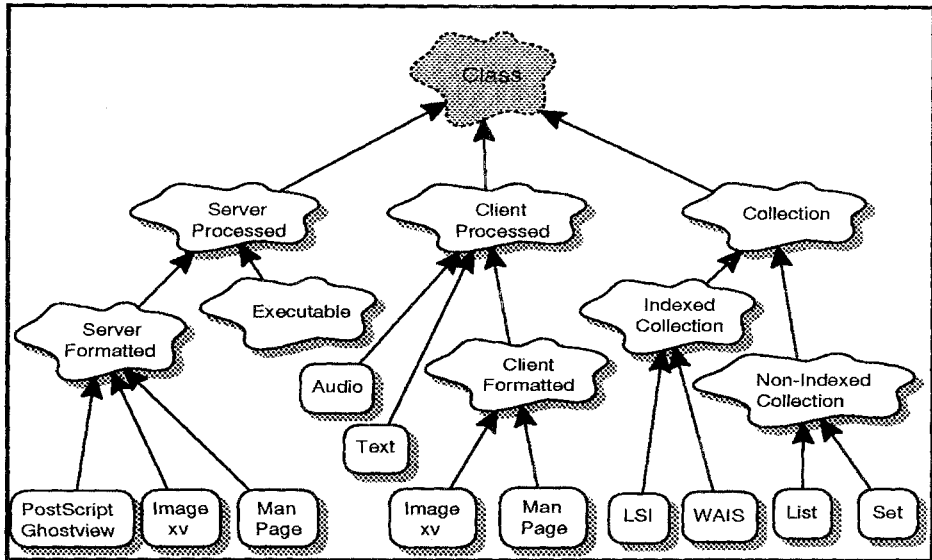 Class
Server
Processed
Client
Processed
Collection
Executable
Indexed
Collection
Server
Formatted
Audio
Client
Formatted
Non-Indexed
Collection
Text
PostScript
Ghostview
Image
xv
Man
Page
Image
xv
Man
Page
LSI
WAIS
List
Set